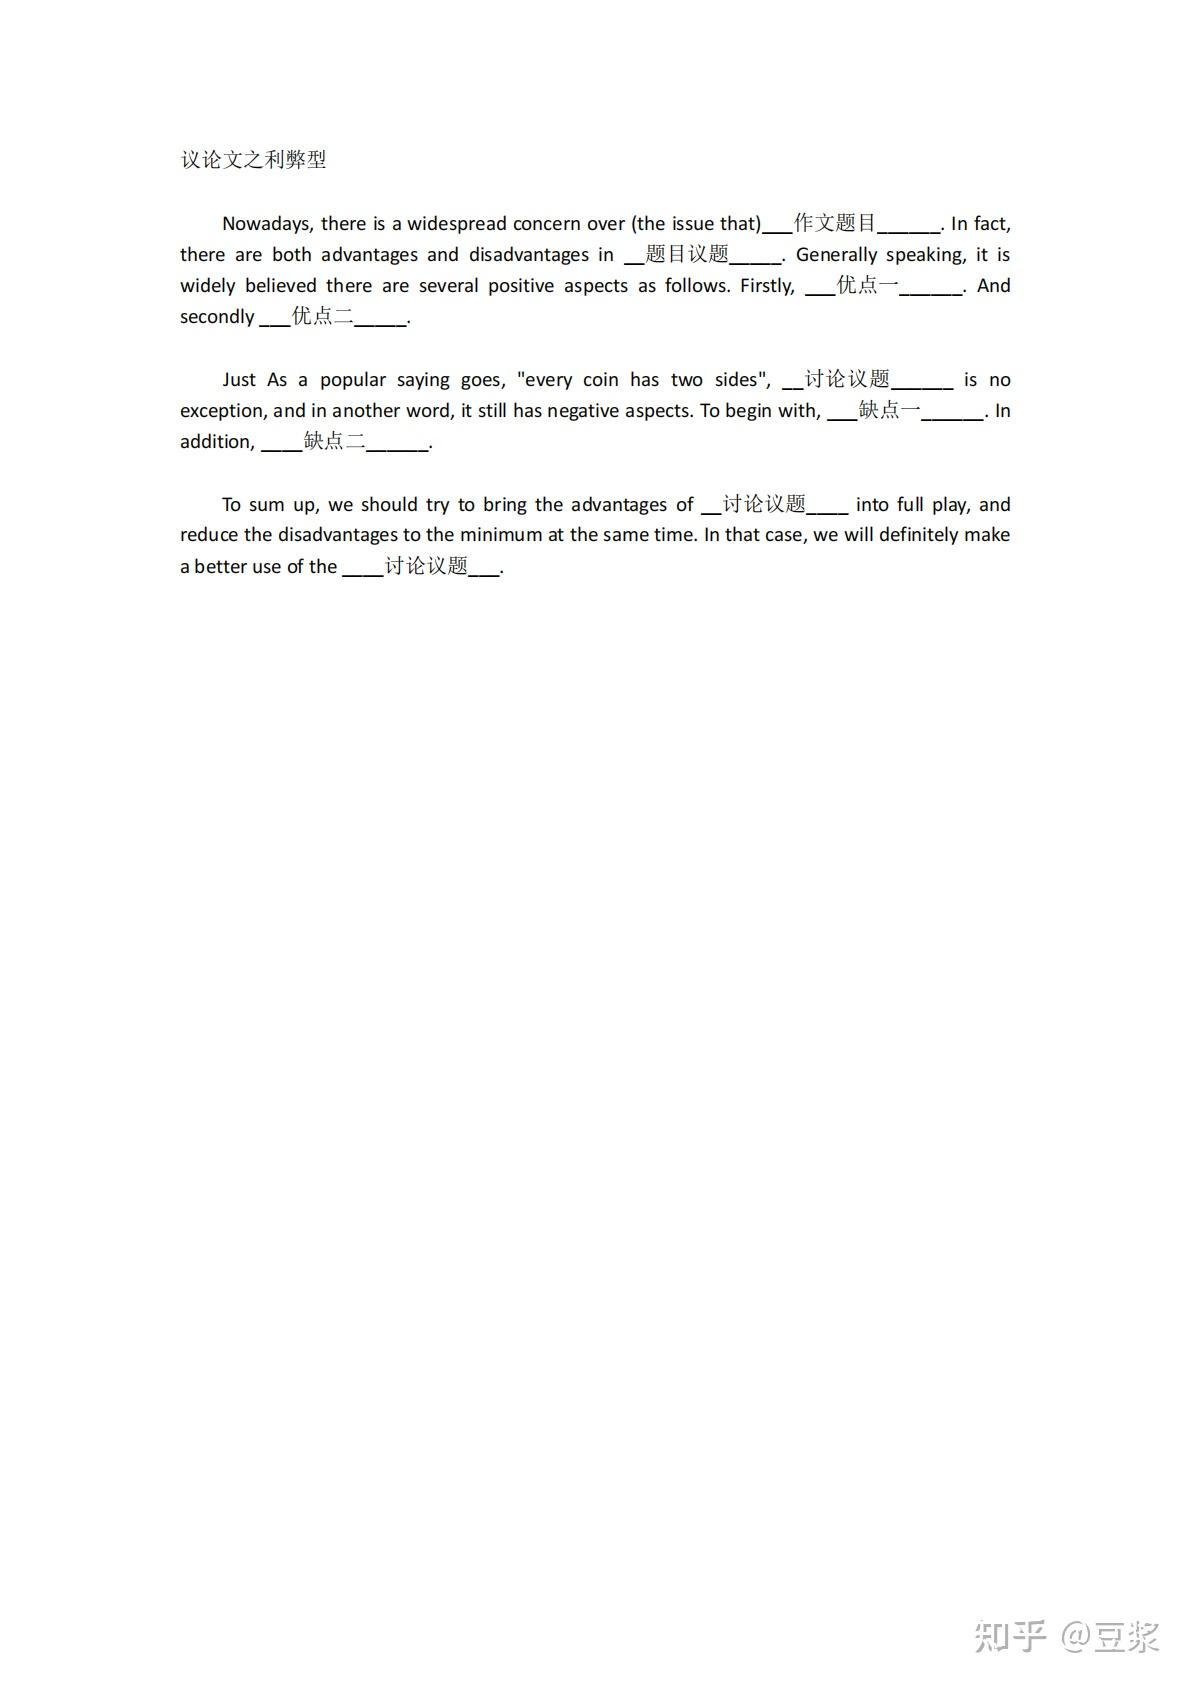 议论文之利弊型
Nowadays, there is a widespread concern over (the issue that)___作文题目______. In fact,
there are both advantages and disadvantages in __题目议题_____. Generally speaking, it is
widely believed there are several positive aspects as follows. Firstly, ___优点一______. And
secondly ___优点二_____.
Just As a popular saying goes, "every coin has two sides", __讨论议题______ is no
exception, and in another word, it still has negative aspects. To begin with, ___缺点一______. In
addition, ____缺点二______.
To sum up, we should try to bring the advantages of __讨论议题____ into full play, and
reduce the disadvantages to the minimum at the same time. In that case, we will definitely make
a better use of the ____讨论议题___.
知乎 @豆浆